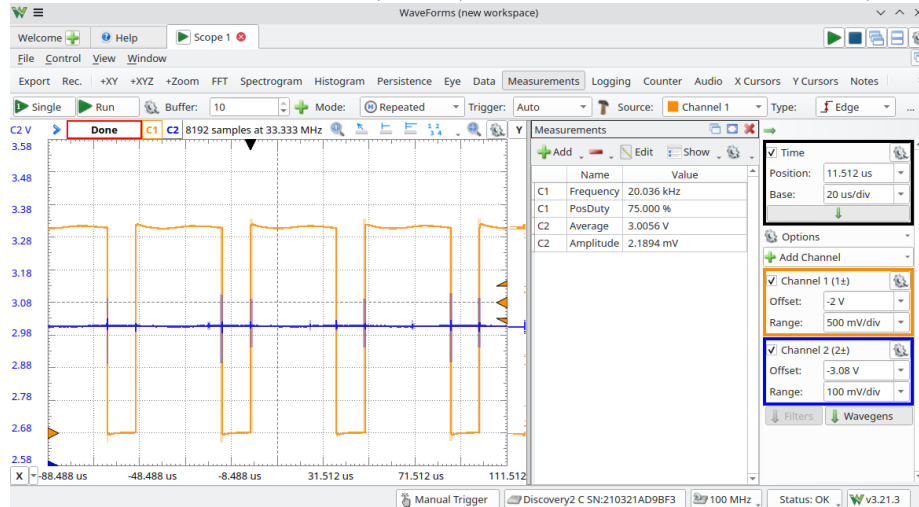 WaveForms (new workspace)
Welcome Help Scope 1
File Control View Window
Export Rec. +XY +XYZ +Zoom FFT Spectrogram Histogram Persistence Eye Data Measurements Logging Counter Audio X Cursors Y Cursors Notes
Single Run Buffer: 10 Mode: Repeated Trigger: Auto Source: Channel 1 Type: Edge ...
C2 V Done C1 C2 8192 samples at 33.333 MHz Y
3.58
3.48
3.38
3.28
3.18
3.08
2.98
2.88
2.78
2.68
2.58
X -88.488 us -48.488 us -8.488 us 31.512 us 71.512 us 111.512
Measurements
Add Edit Show
Name Value
C1 Frequency 20.036 kHz
C1 PosDuty 75.000 %
C2 Average 3.0056 V
C2 Amplitude 2.1894 mV
Time
Position: 11.512 us
Base: 20 us/div
Options
Add Channel
Channel 1 (1±)
Offset: -2 V
Range: 500 mV/div
Channel 2 (2±)
Offset: -3.08 V
Range: 100 mV/div
Filters Wavegens
Manual Trigger Discovery2 C SN:210321AD9BF3 100 MHz Status: OK v3.21.3